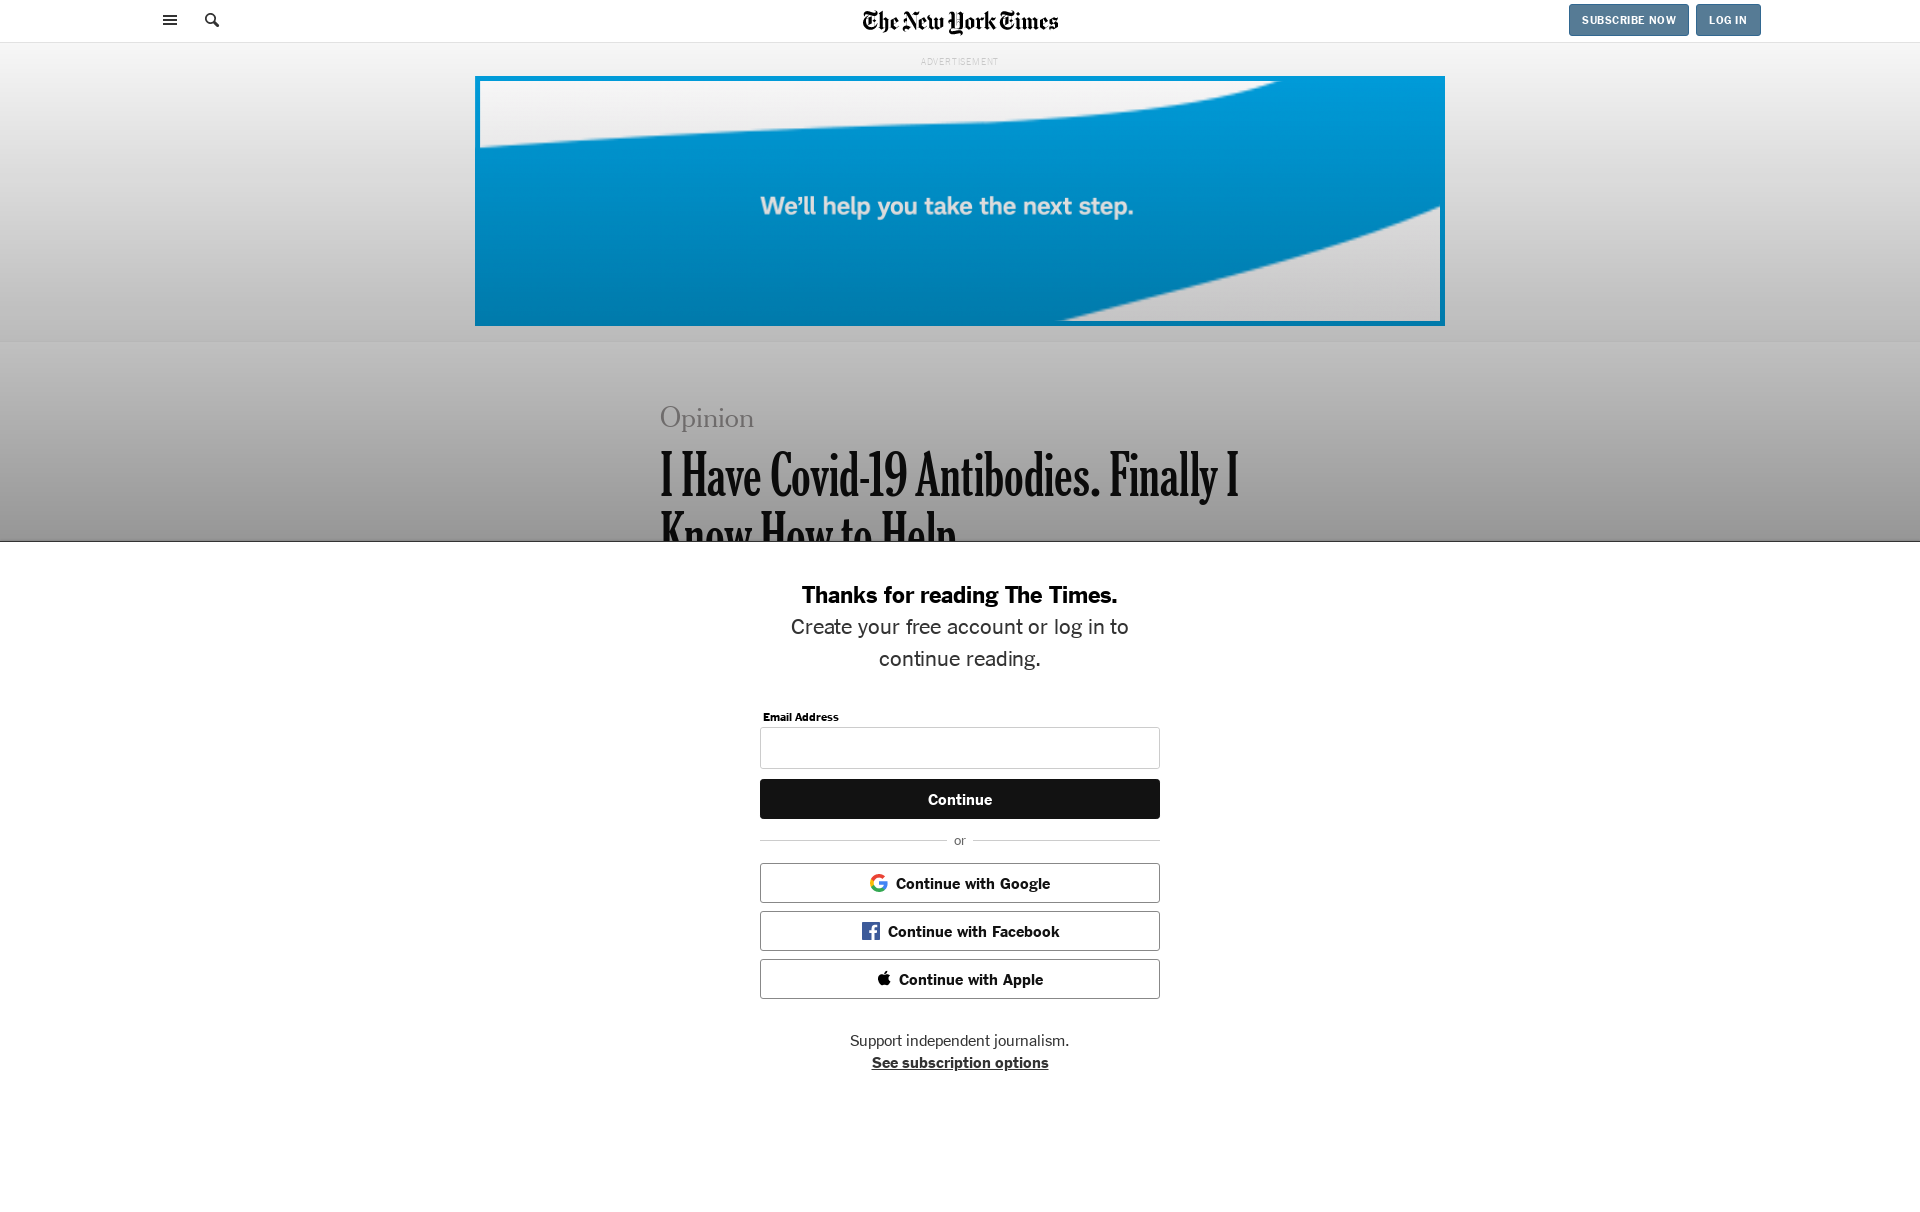 The New York Times
SUBSCRIBE NOW
LOG IN
ADVERTISEMENT
We'll help you take the next step.
Opinion
I Have Covid-19 Antibodies. Finally I
Know How to Help
Thanks for reading The Times.
Create your free account or log in to
continue reading.
Email Address
Continue
or
Continue with Google
Continue with Facebook
Continue with Apple
Support independent journalism.
See subscription options